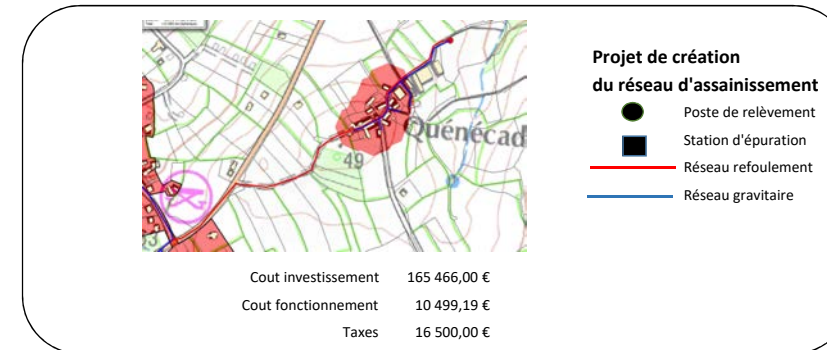 Quénécad
49
Cout investissement 165 466,00 €
Cout fonctionnement 10 499,19 €
Taxes 16 500,00 €
Projet de création
du réseau d'assainissement
Poste de relèvement
Station d'épuration
Réseau refoulement
Réseau gravitaire